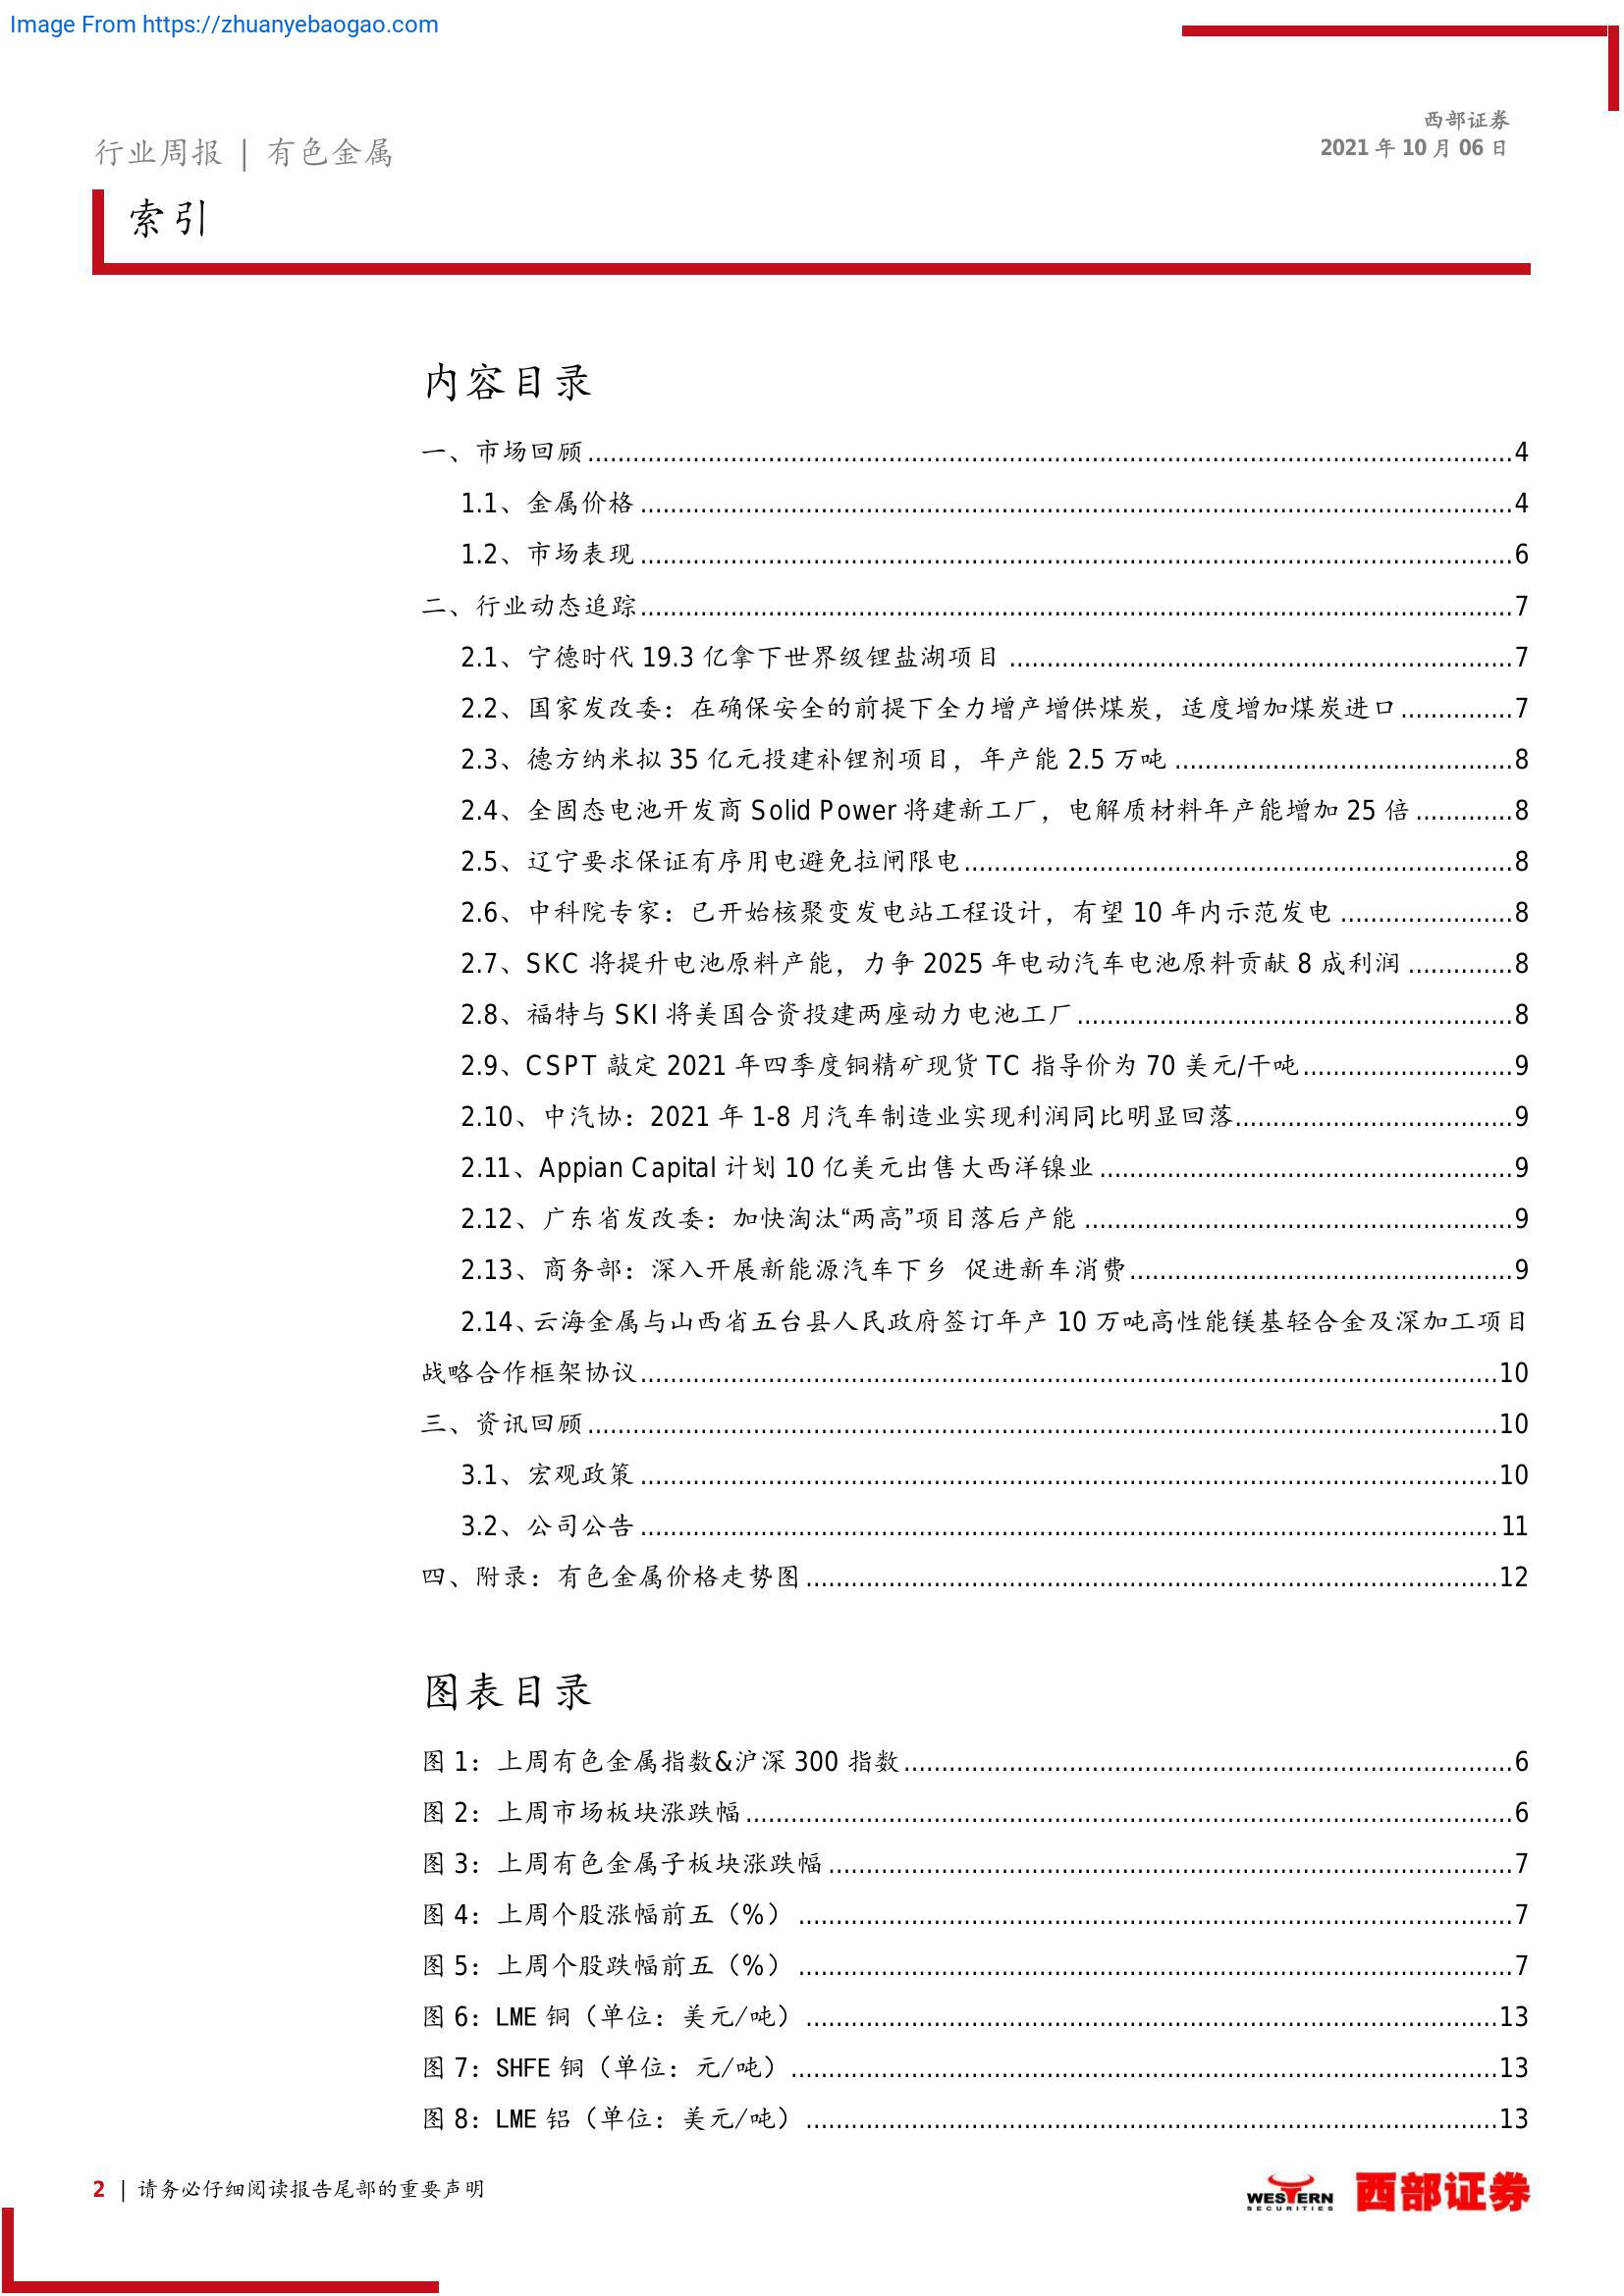 Image From https://zhuanyebaogao.com
西部证券
2021 年 10 月 06 日
行业周报 | 有色金属
索引
内容目录
一、市场回顾 4
1.1、金属价格 4
1.2、市场表现 6
二、行业动态追踪 7
2.1、宁德时代 19.3 亿拿下世界级锂盐湖项目 7
2.2、国家发改委：在确保安全的前提下全力增产增供煤炭，适度增加煤炭进口 7
2.3、德方纳米拟 35 亿元投建补锂剂项目，年产能 2.5 万吨 8
2.4、全固态电池开发商 Solid Power 将建新工厂，电解质材料年产能增加 25 倍 8
2.5、辽宁要求保证有序用电避免拉闸限电 8
2.6、中科院专家：已开始核聚变发电站工程设计，有望 10 年内示范发电 8
2.7、SKC 将提升电池原料产能，力争 2025 年电动汽车电池原料贡献 8 成利润 8
2.8、福特与 SKI 将美国合资投建两座动力电池工厂 8
2.9、CSPT 敲定 2021 年四季度铜精矿现货 TC 指导价为 70 美元/干吨 9
2.10、中汽协：2021 年 1-8 月汽车制造业实现利润同比明显回落 9
2.11、Appian Capital 计划 10 亿美元出售大西洋镍业 9
2.12、广东省发改委：加快淘汰“两高”项目落后产能 9
2.13、商务部：深入开展新能源汽车下乡 促进新车消费 9
2.14、云海金属与山西省五台县人民政府签订年产 10 万吨高性能镁基轻合金及深加工项目
战略合作框架协议 10
三、资讯回顾 10
3.1、宏观政策 10
3.2、公司公告 11
四、附录：有色金属价格走势图 12
图表目录
图 1：上周有色金属指数&沪深 300 指数 6
图 2：上周市场板块涨跌幅 6
图 3：上周有色金属子板块涨跌幅 7
图 4：上周个股涨幅前五（%） 7
图 5：上周个股跌幅前五（%） 7
图 6：LME 铜（单位：美元/吨） 13
图 7：SHFE 铜（单位：元/吨） 13
图 8：LME 铝（单位：美元/吨） 13
2 | 请务必仔细阅读报告尾部的重要声明
WESTERN
SECURITIES
西部证券